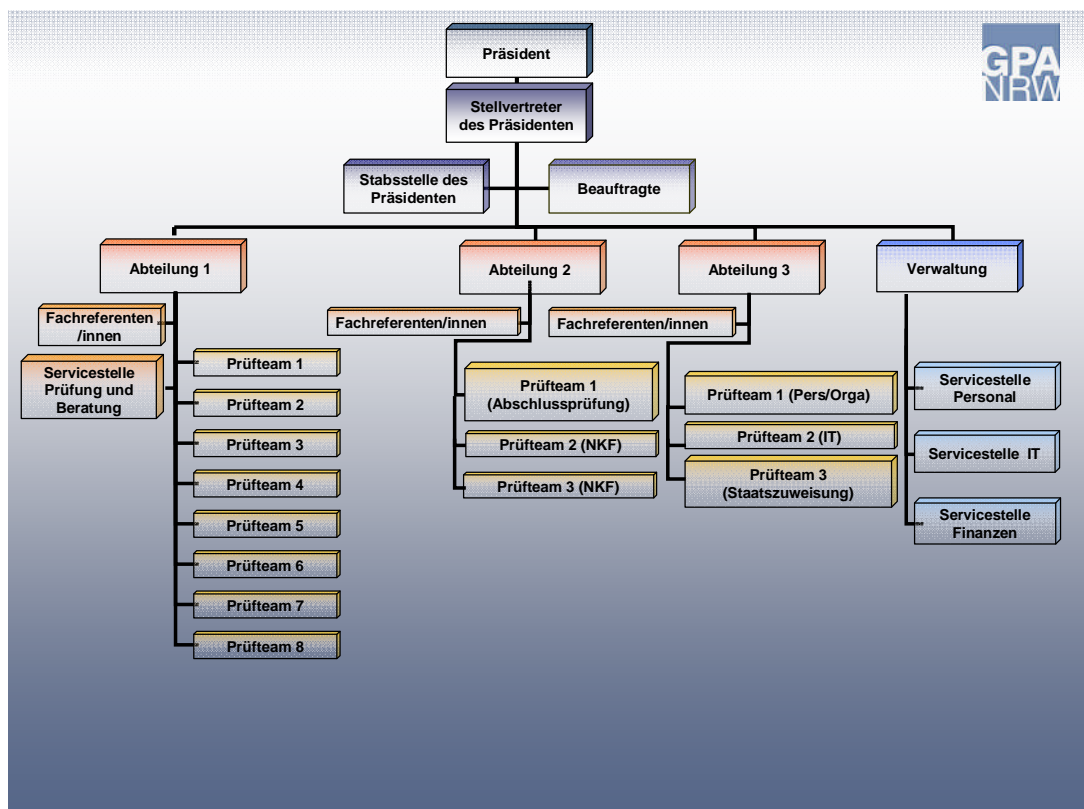 Präsident
GPA
NRW
Stellvertreter
des Präsidenten
Stabsstelle des
Präsidenten
Beauftragte
Abteilung 1
Abteilung 2
Abteilung 3
Verwaltung
Fachreferenten
/innen
Servicestelle
Prüfung und
Beratung
Prüfteam 1
Prüfteam 2
Prüfteam 3
Prüfteam 4
Prüfteam 5
Prüfteam 6
Prüfteam 7
Prüfteam 8
Fachreferenten/innen
Prüfteam 1
(Abschlussprüfung)
Prüfteam 2 (NKF)
Prüfteam 3 (NKF)
Fachreferenten/innen
Prüfteam 1 (Pers/Orga)
Prüfteam 2 (IT)
Prüfteam 3
(Staatszuweisung)
Servicestelle
Personal
Servicestelle IT
Servicestelle
Finanzen